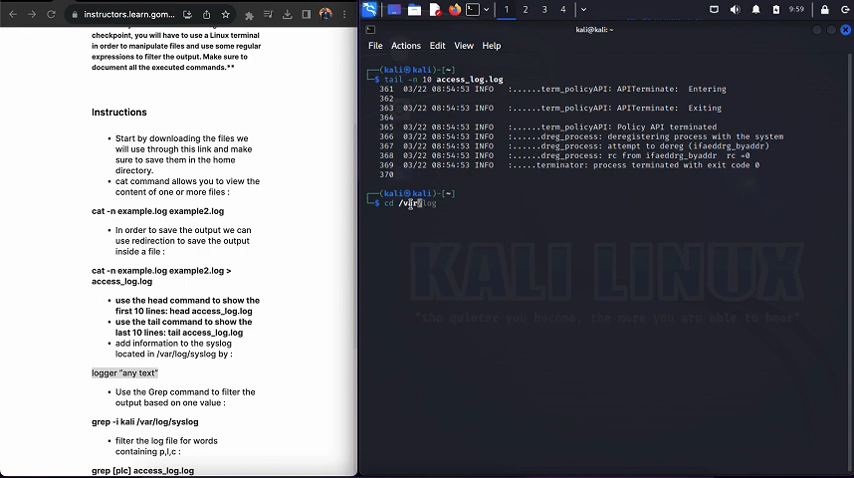 instructors.learn.gom...
checkpoint, you will have to use a Linux terminal
in order to manipulate files and use some regular
expressions to filter the output. Make sure to
document all the executed commands.**
Instructions
• Start by downloading the files we
will use through this link and make
sure to save them in the home
directory.
• cat command allows you to view the
content of one or more files :
cat -n example.log example2.log
• In order to save the output we can
use redirection to save the output
inside a file :
cat -n example.log example2.log >
access_log.log
• use the head command to show the
first 10 lines: head access_log.log
• use the tail command to show the
last 10 lines: tail access_log.log
• add information to the syslog
located in /var/log/syslog by :
logger "any text"
• Use the Grep command to filter the
output based on one value :
grep -i kali /var/log/syslog
• filter the log file for words
containing p,l,c :
grep [plc] access_log.log
1 2 3 4
9:59
kali@kali: ~
File Actions Edit View Help
┌──(kali㉿kali)-[~]
└─$ tail -n 10 access_log.log
361 03/22 08:54:53 INFO :......term_policyAPI: APITerminate: Entering
362
363 03/22 08:54:53 INFO :......term_policyAPI: APITerminate: Exiting
364
365 03/22 08:54:53 INFO :......term_policyAPI: Policy API terminated
366 03/22 08:54:53 INFO :......dreg_process: deregistering process with the system
367 03/22 08:54:53 INFO :......dreg_process: attempt to dereg (ifaeddrg_byaddr)
368 03/22 08:54:53 INFO :......dreg_process: rc from ifaeddrg_byaddr rc =0
369 03/22 08:54:53 INFO :......terminator: process terminated with exit code 0
370
┌──(kali㉿kali)-[~]
└─$ cd /var/log
KALI LINUX
"the quieter you become, the more you are able to hear"